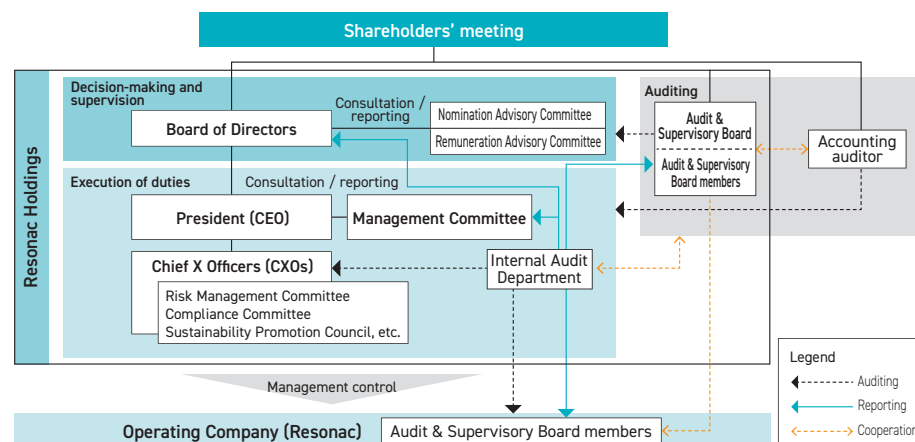 Shareholders' meeting
Resonac Holdings
Decision-making and
supervision
Board of Directors
Consultation /
reporting
Nomination Advisory Committee
Remuneration Advisory Committee
Auditing
Audit &
Supervisory Board
Audit & Supervisory
Board members
Accounting
auditor
Execution of duties
Consultation / reporting
President (CEO)
Management Committee
Chief X Officers (CXOs)
Risk Management Committee
Compliance Committee
Sustainability Promotion Council, etc.
Internal Audit
Department
Management control
Operating Company (Resonac)
Audit & Supervisory Board members
Legend
Auditing
Reporting
Cooperation